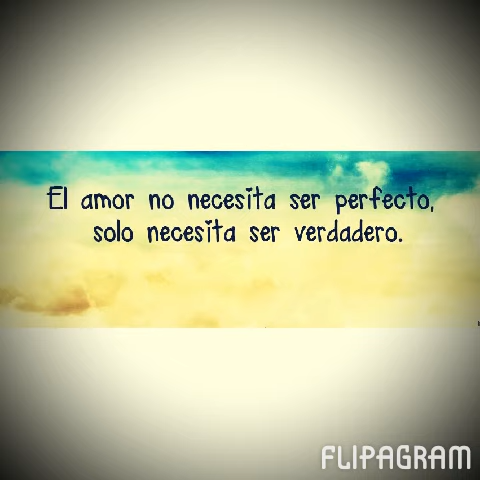 El amor no necesita ser perfecto,
solo necesita ser verdadero.
FLIPAGRAM